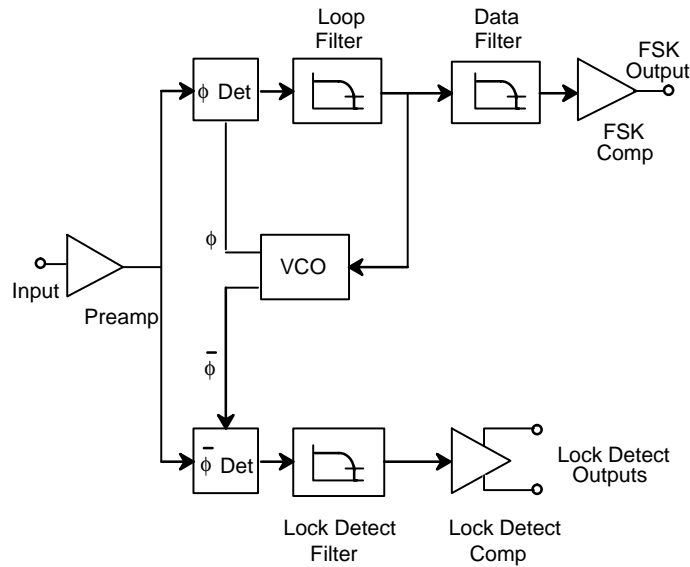 Loop
Filter
Data
Filter
FSK
Output
ϕ Det
FSK
Comp
ϕ
VCO
Input
Preamp
ϕ̅
ϕ̅ Det
Lock Detect
Outputs
Lock Detect
Filter
Lock Detect
Comp